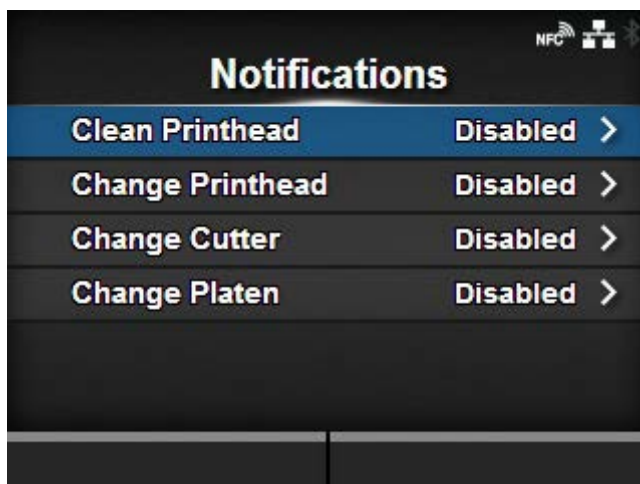 NFC
Notifications
Clean Printhead Disabled
Change Printhead Disabled
Change Cutter Disabled
Change Platen Disabled